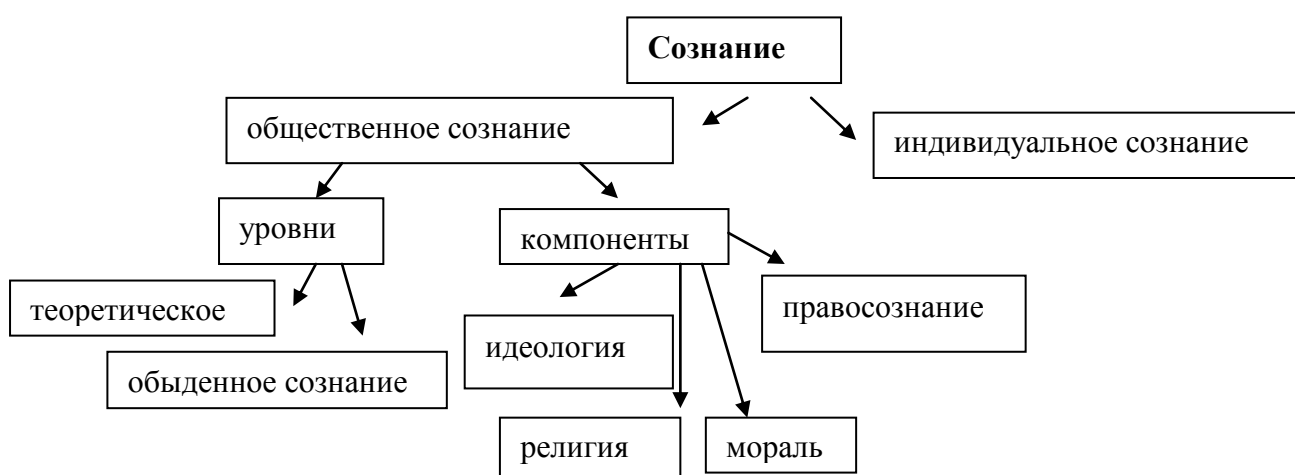 Сознание
общественное сознание
индивидуальное сознание
уровни
компоненты
теоретическое
правосознание
идеология
обыденное сознание
религия
мораль